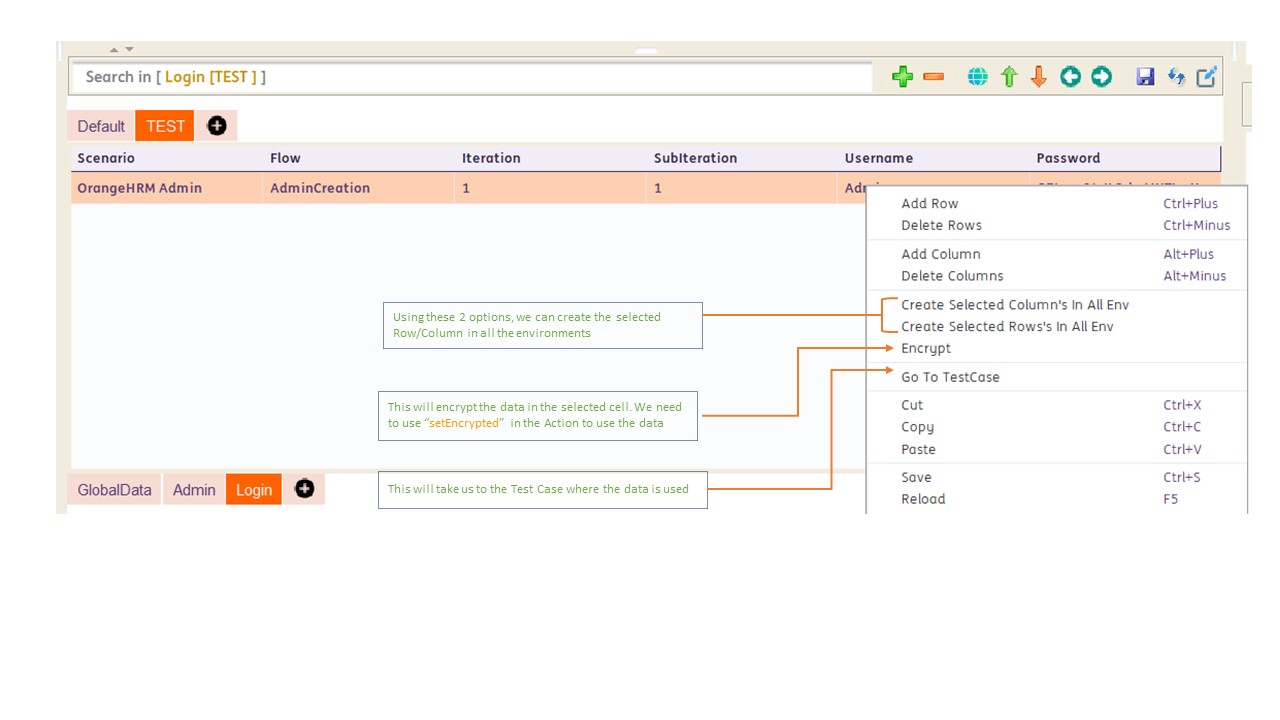 Search in [ Login [TEST ] ]
Default TEST
Scenario Flow Iteration SubIteration Username Password
OrangeHRM Admin AdminCreation 1 1
Add Row Ctrl+Plus
Delete Rows Ctrl+Minus
Add Column Alt+Plus
Delete Columns Alt+Minus
Create Selected Column's In All Env
Create Selected Rows's In All Env
Encrypt
Go To TestCase
Cut Ctrl+X
Copy Ctrl+C
Paste Ctrl+V
Save Ctrl+S
Reload F5
Using these 2 options, we can create the selected
Row/Column in all the environments
This will encrypt the data in the selected cell. We need
to use “setEncrypted” in the Action to use the data
This will take us to the Test Case where the data is used
GlobalData Admin Login